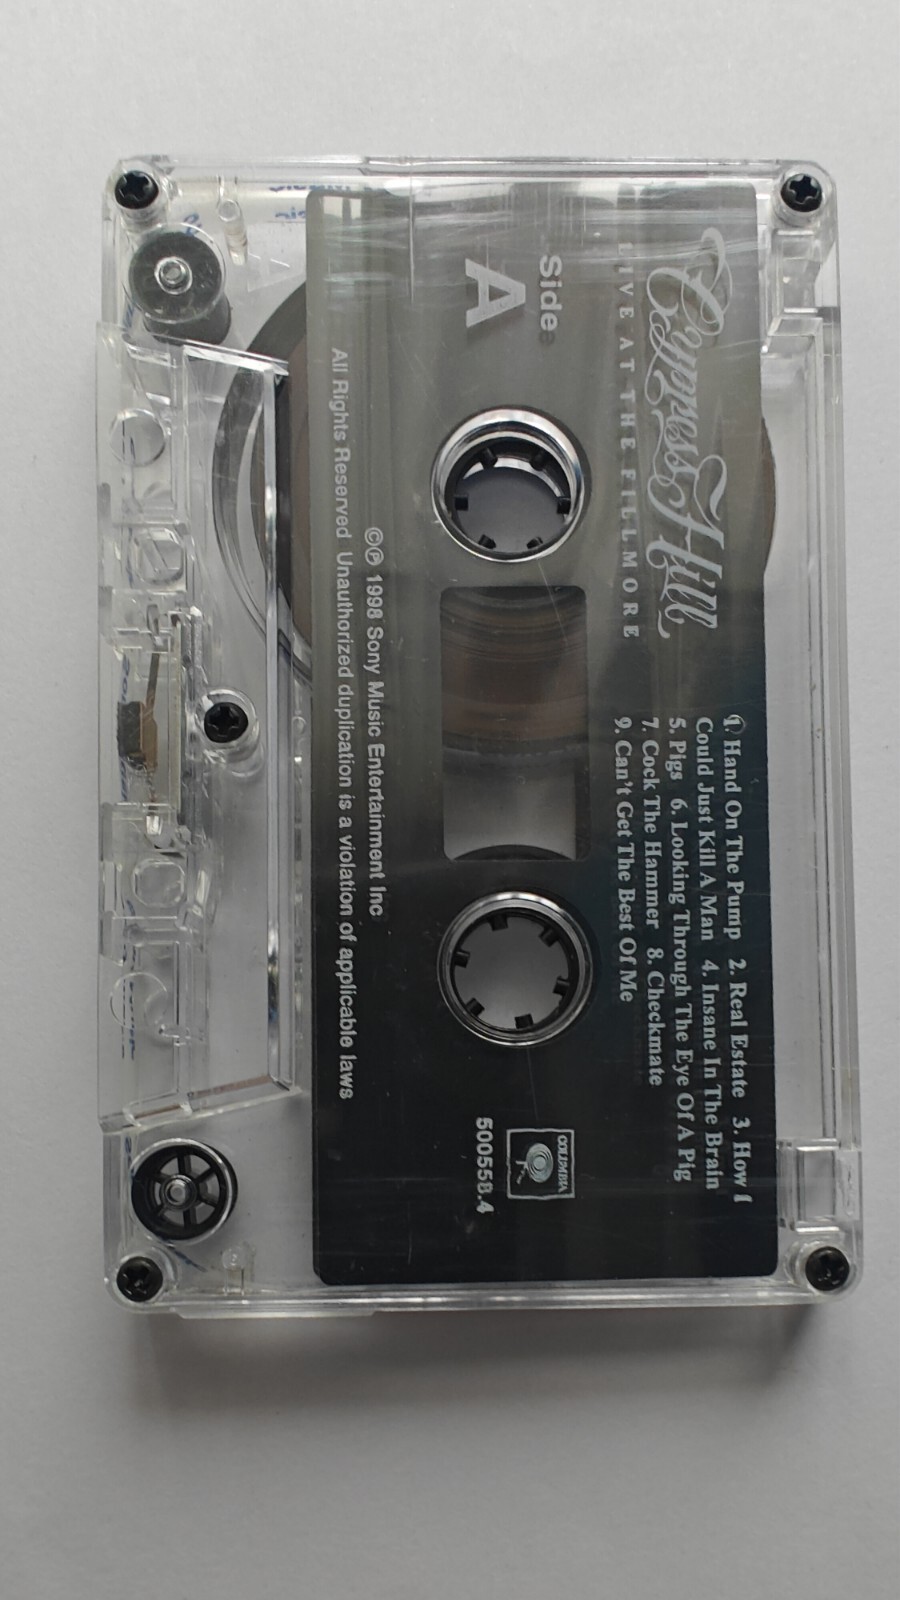 Cypress Hill
LIVE AT THE FILLMORE
1. Hand On The Pump 2. Real Estate 3. How I
Could Just Kill A Man 4. Insane In The Brain
5. Pigs 6. Looking Through The Eye Of A Pig
7. Cock The Hammer 8. Checkmate
9. Can't Get The Best Of Me
Side
A
COLUMBIA
500558.4
©℗ 1998 Sony Music Entertainment Inc
All Rights Reserved Unauthorized duplication is a violation of applicable laws